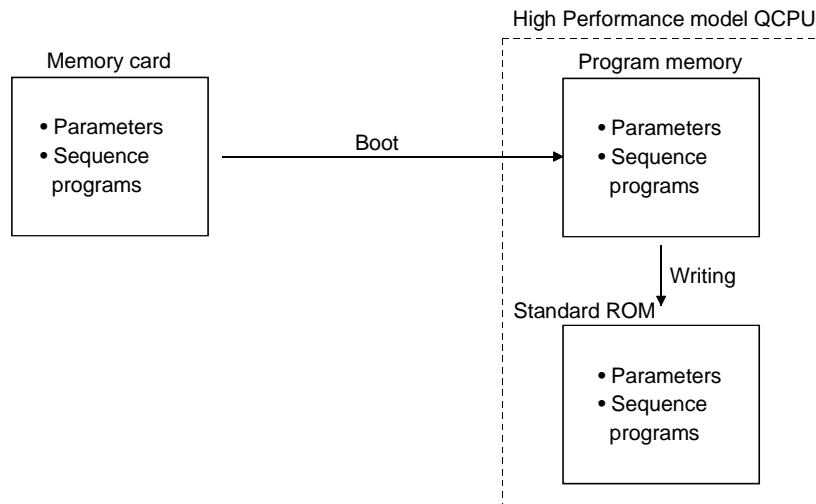 High Performance model QCPU
Memory card
Program memory
• Parameters
• Sequence
programs
Boot
• Parameters
• Sequence
programs
Writing
Standard ROM
• Parameters
• Sequence
programs